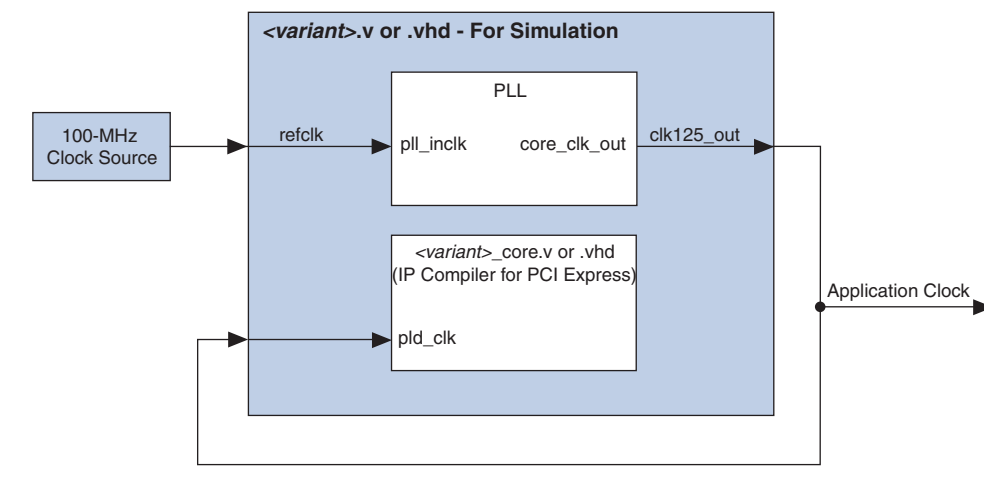 <variant>.v or .vhd - For Simulation
PLL
100-MHz
Clock Source
refclk
pll_inclk
core_clk_out
clk125_out
<variant>_core.v or .vhd
(IP Compiler for PCI Express)
Application Clock
pld_clk